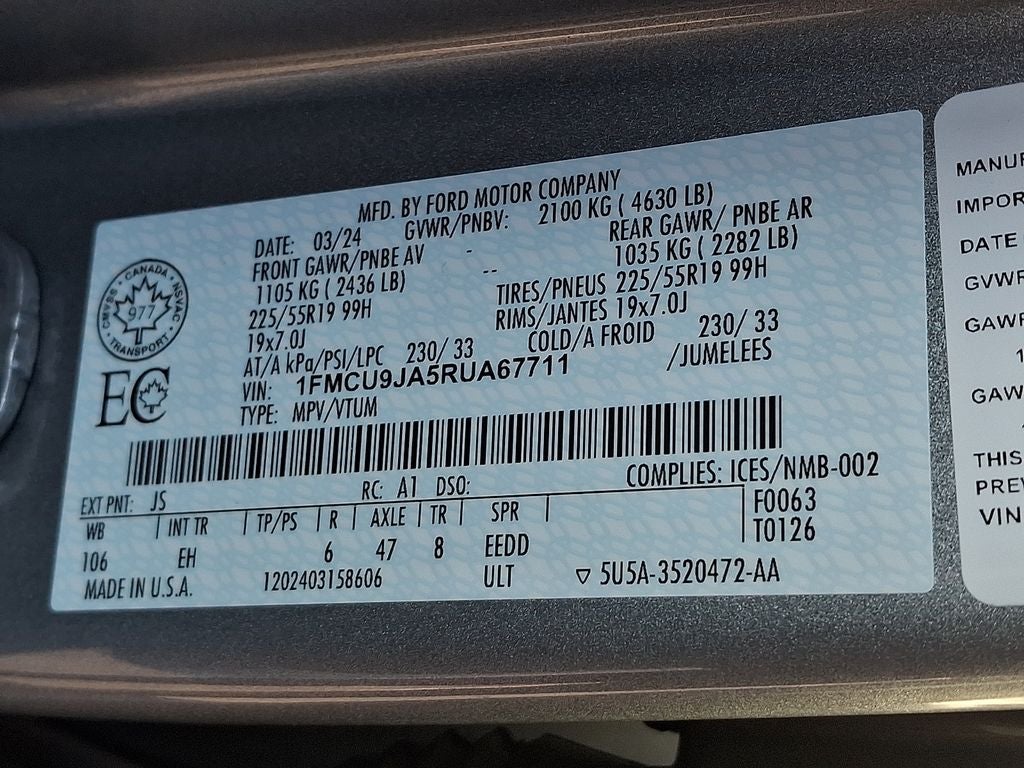 MFD. BY FORD MOTOR COMPANY
DATE: 03/24 GVWR/PNBV: 2100 KG ( 4630 LB)
FRONT GAWR/PNBE AV - REAR GAWR/ PNBE AR
1105 KG ( 2436 LB) -- 1035 KG ( 2282 LB)
225/55R19 99H TIRES/PNEUS 225/55R19 99H
19x7.0J RIMS/JANTES 19x7.0J
AT/A kPa/PSI/LPC 230/ 33 COLD/A FROID 230/ 33
VIN: 1FMCU9JA5RUA67711 /JUMELEES
TYPE: MPV/VTUM
CANADA
CMVSS NSVAC
977
TRANSPORT
EC
COMPLIES: ICES/NMB-002
EXT PNT: JS RC: A1 DSO:
WB INT TR TP/PS R AXLE TR SPR F0063
106 EH 6 47 8 EEDD T0126
MADE IN U.S.A. 1202403158606 ULT ▽ 5U5A-3520472-AA
MANUF
IMPOR
DATE
GVWR
GAWR
1
GAW
THIS
PREV
VIN